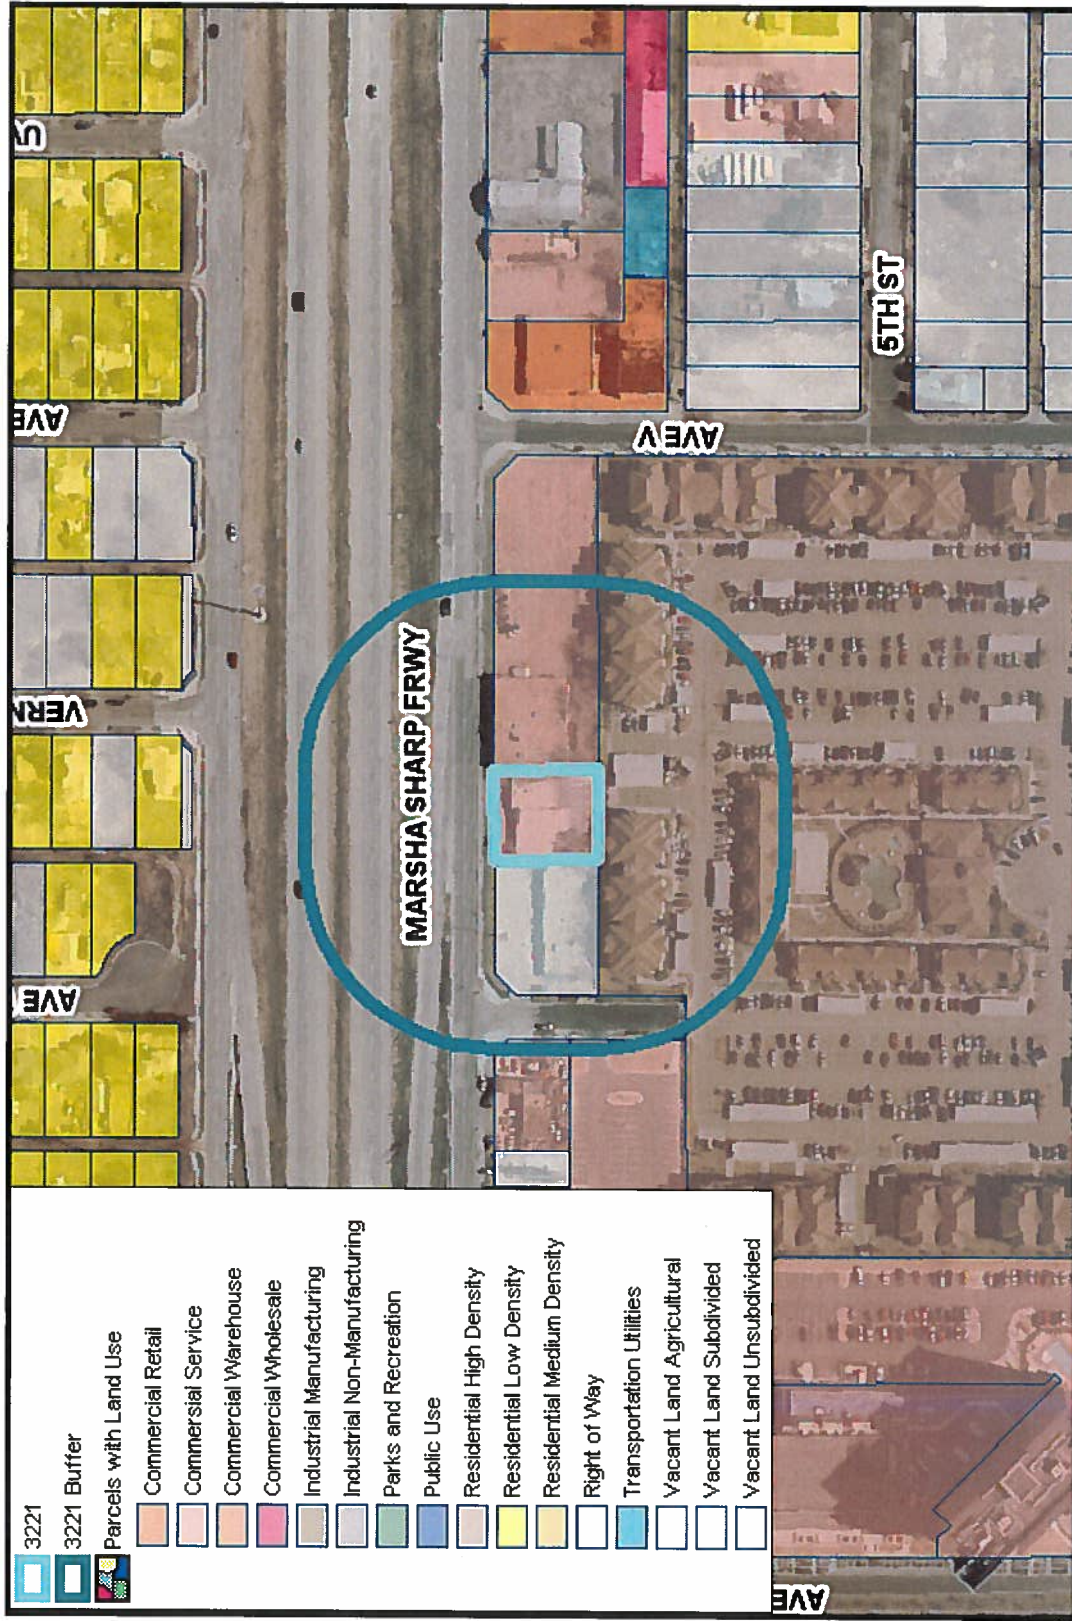 3221
3221 Buffer
Parcels with Land Use
Commercial Retail
Commersial Service
Commercial Warehouse
Commercial Wholesale
Industrial Manufacturing
Industrial Non-Manufacturing
Parks and Recreation
Public Use
Residential High Density
Residential Low Density
Residential Medium Density
Right of Way
Transportation Utilities
Vacant Land Agricultural
Vacant Land Subdivided
Vacant Land Unsubdivided
AVE
VERN
AVE
MARSHA SHARP FRWY
AVE V
5TH ST
AVE